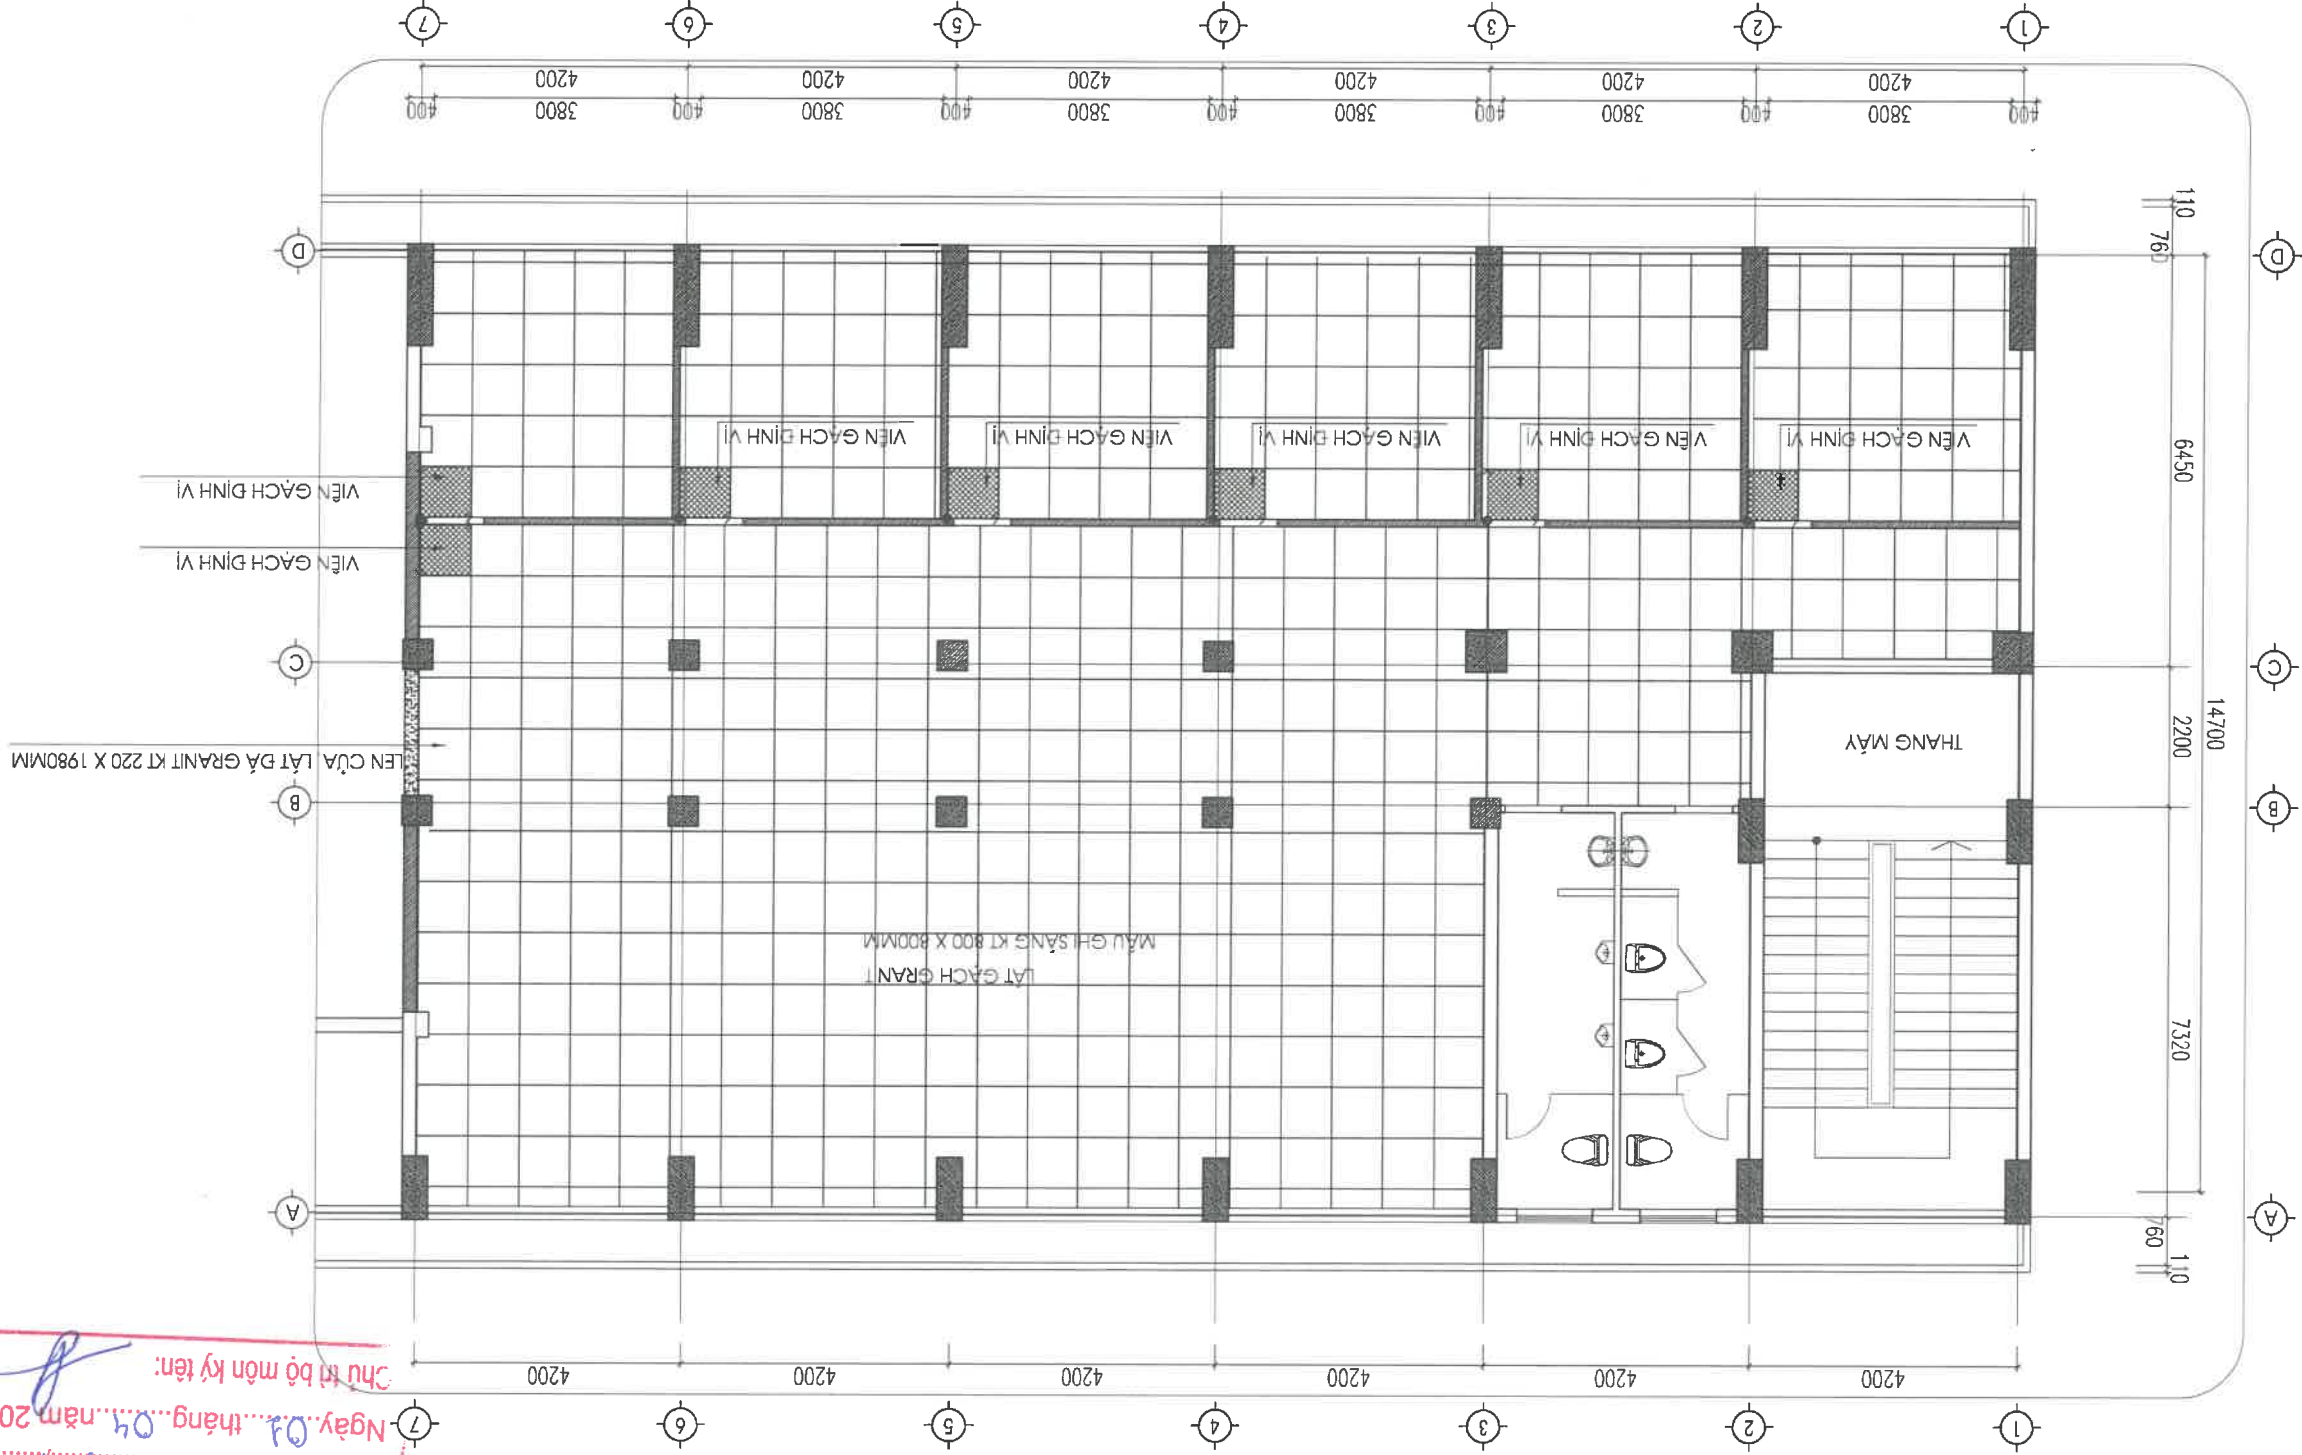 Ngày 01 tháng 04 năm 20
Chủ trì bộ môn ký tên:
1 2 3 4 5 6 7
4200 4200 4200 4200 4200 4200
110
760
A A
7320
14700
LÁT GẠCH GRANIT
MÀU GHI SÁNG KT 800 X 800MM
B B
THANG MÁY
2200
LEN CỬA LÁT ĐÁ GRANIT KT 220 X 1980MM
C C
VIÊN GẠCH ĐỊNH VỊ
VIÊN GẠCH ĐỊNH VỊ
6450
VIÊN GẠCH ĐỊNH VỊ VIÊN GẠCH ĐỊNH VỊ VIÊN GẠCH ĐỊNH VỊ VIÊN GẠCH ĐỊNH VỊ VIÊN GẠCH ĐỊNH VỊ
D D
760
110
400 3800 400 3800 400 3800 400 3800 400 3800 400 3800 400
4200 4200 4200 4200 4200 4200
1 2 3 4 5 6 7